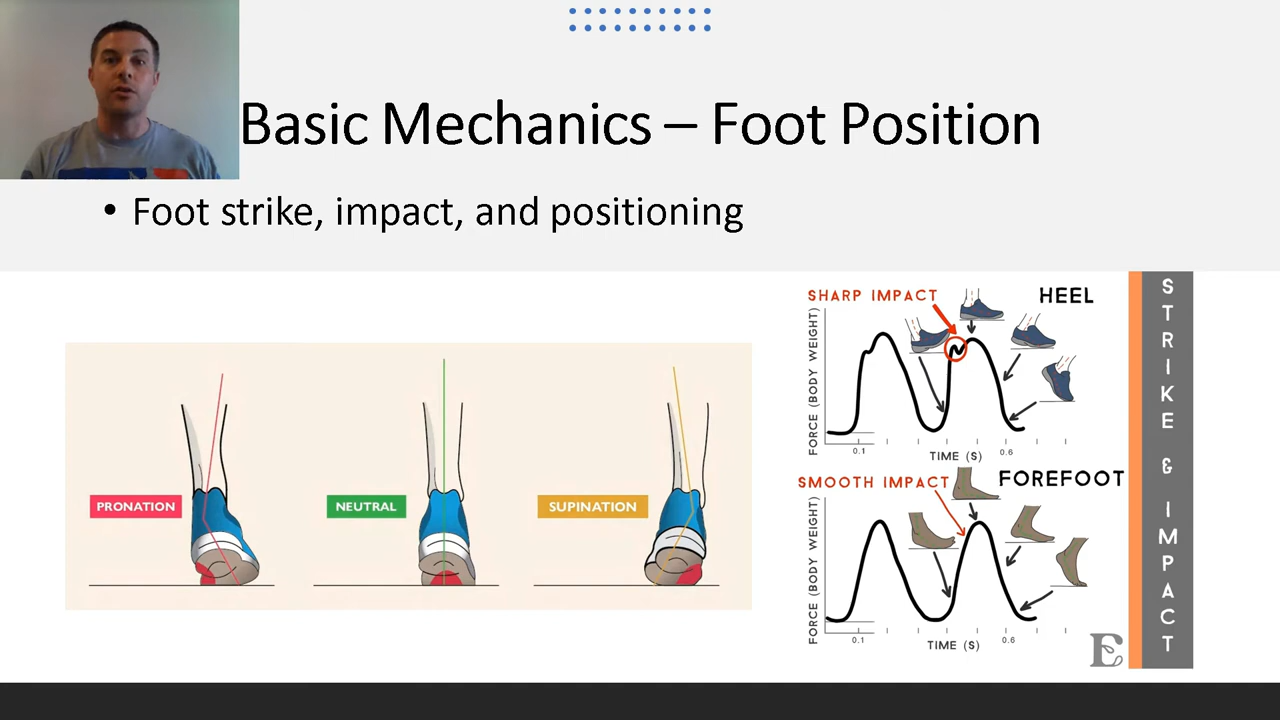 Basic Mechanics – Foot Position
• Foot strike, impact, and positioning
PRONATION
NEUTRAL
SUPINATION
SHARP IMPACT
HEEL
FORCE (BODY WEIGHT)
0.1
TIME (S)
0.6
SMOOTH IMPACT
FOREFOOT
FORCE (BODY WEIGHT)
0.1
TIME (S)
0.6
STRIKE & IMPACT